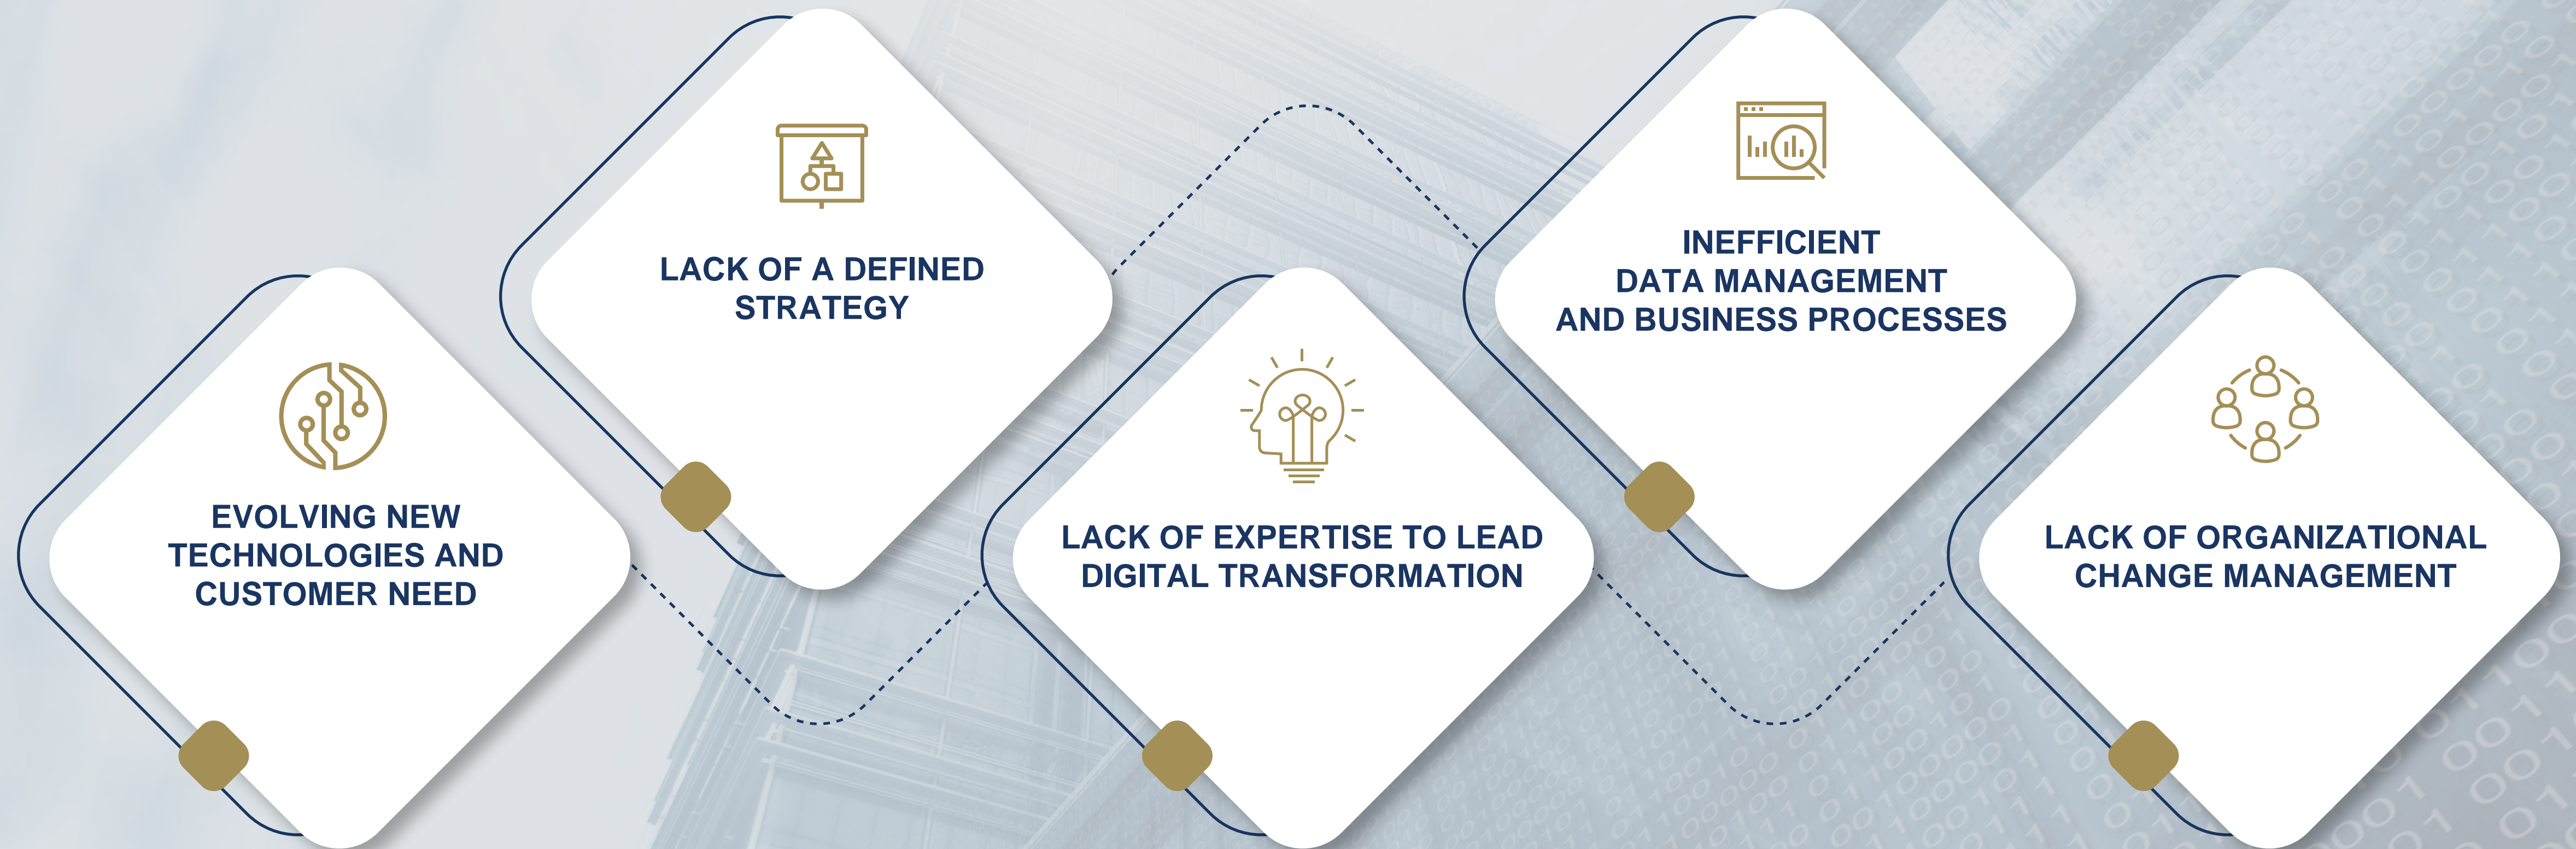 EVOLVING NEW
TECHNOLOGIES AND
CUSTOMER NEED
LACK OF A DEFINED
STRATEGY
LACK OF EXPERTISE TO LEAD
DIGITAL TRANSFORMATION
INEFFICIENT
DATA MANAGEMENT
AND BUSINESS PROCESSES
LACK OF ORGANIZATIONAL
CHANGE MANAGEMENT